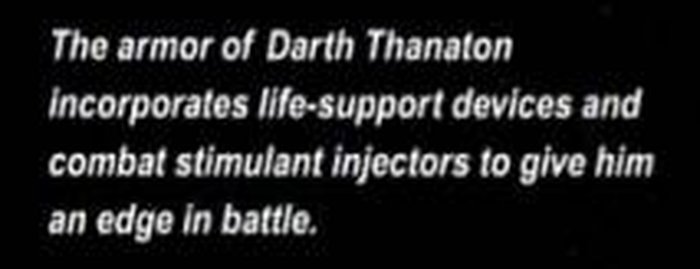 The armor of Darth Thanaton
incorporates life-support devices and
combat stimulant injectors to give him
an edge in battle.